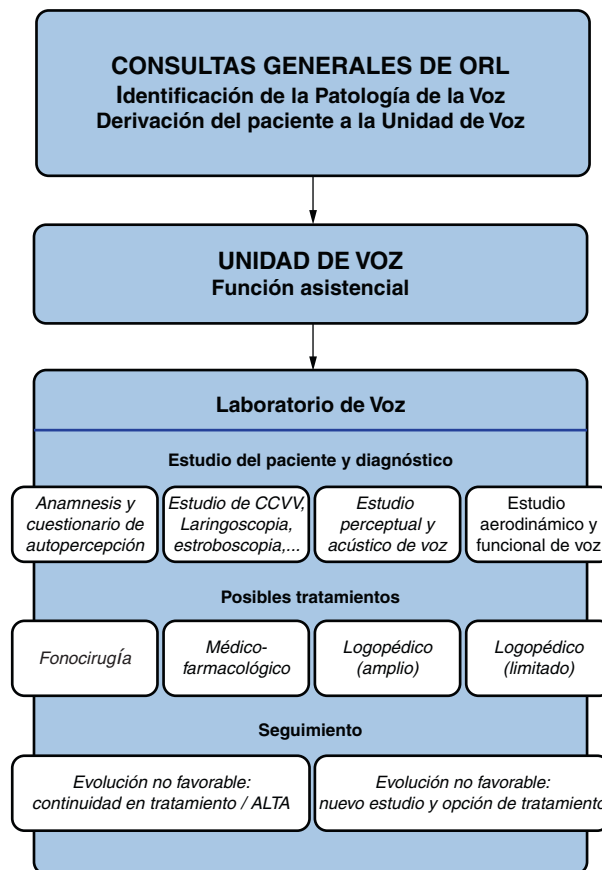 CONSULTAS GENERALES DE ORL
Identificación de la Patología de la Voz
Derivación del paciente a la Unidad de Voz
UNIDAD DE VOZ
Función asistencial
Laboratorio de Voz
Estudio del paciente y diagnóstico
Anamnesis y
cuestionario de
autopercepción
Estudio de CCVV,
Laringoscopia,
estroboscopia,...
Estudio
perceptual y
acústico de voz
Estudio
aerodinámico y
funcional de voz
Posibles tratamientos
Fonocirugía
Médico-
farmacológico
Logopédico
(amplio)
Logopédico
(limitado)
Seguimiento
Evolución no favorable:
continuidad en tratamiento / ALTA
Evolución no favorable:
nuevo estudio y opción de tratamiento